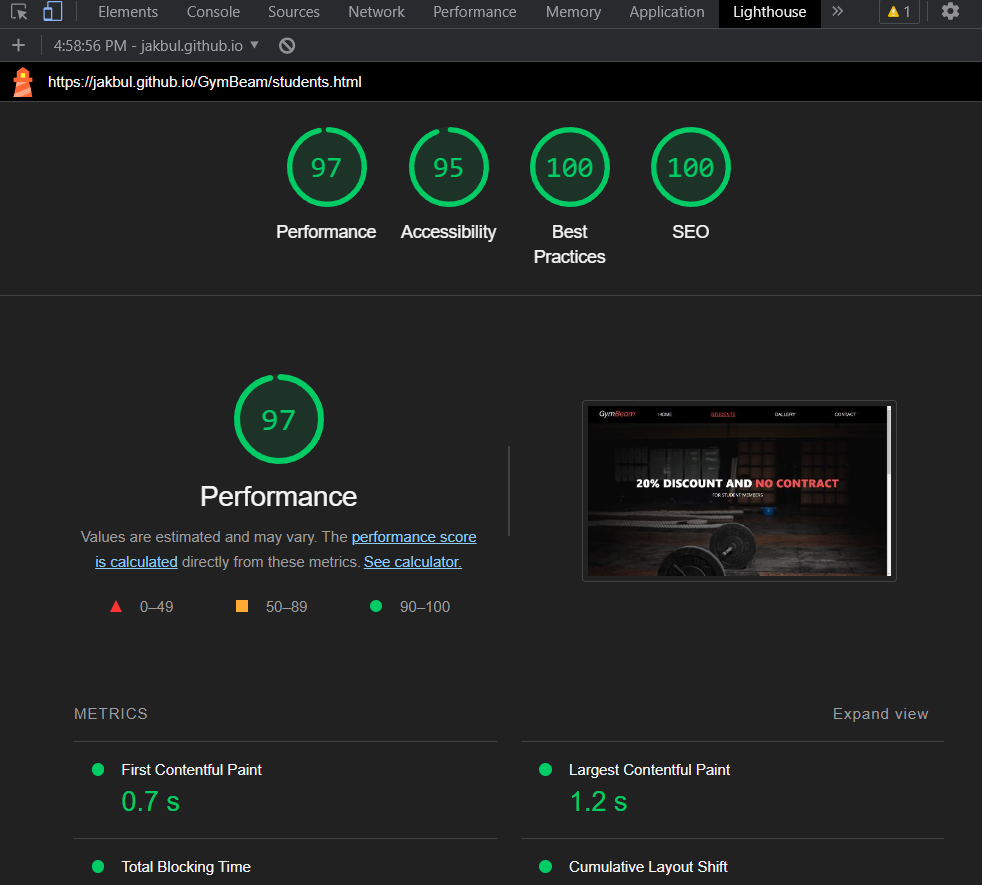 Elements Console Sources Network Performance Memory Application Lighthouse 1
4:58:56 PM - jakbul.github.io
https://jakbul.github.io/GymBeam/students.html
97 95 100 100
Performance Accessibility Best Practices SEO
97
Performance
Values are estimated and may vary. The performance score
is calculated directly from these metrics. See calculator.
0–49 50–89 90–100
GymBeam HOME STUDENTS GALLERY CONTACT
20% DISCOUNT AND NO CONTRACT
FOR STUDENT MEMBERS
METRICS Expand view
First Contentful Paint Largest Contentful Paint
0.7 s 1.2 s
Total Blocking Time Cumulative Layout Shift